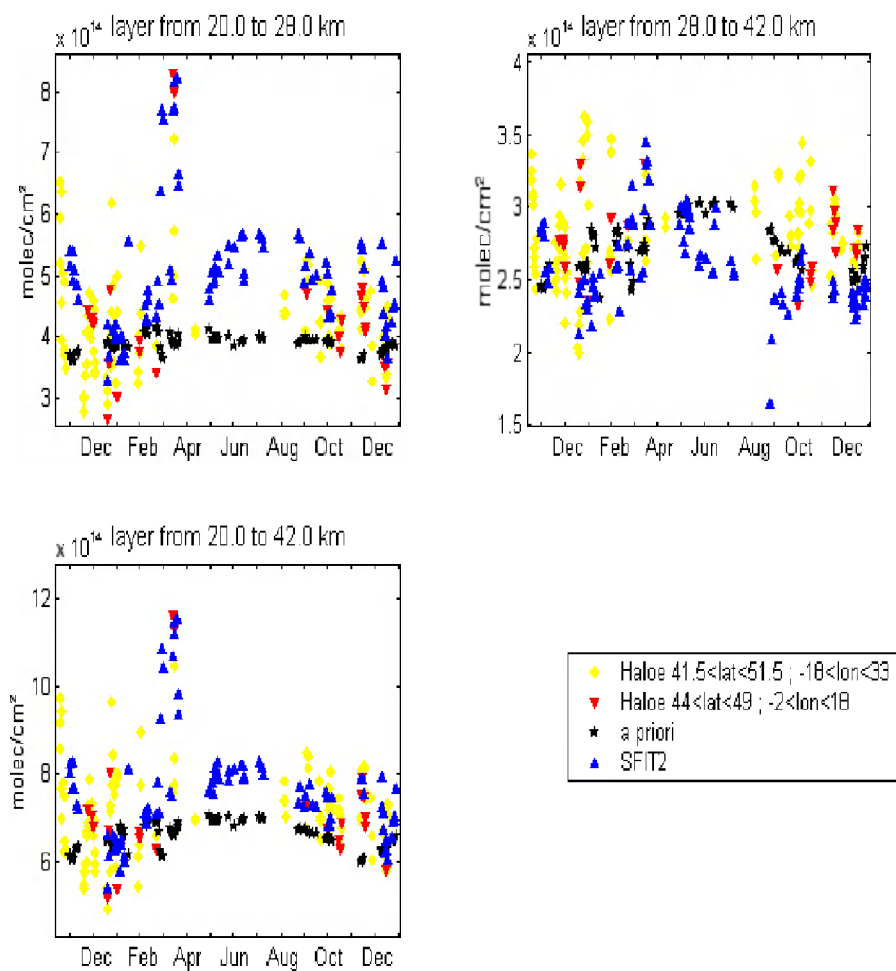 x 10¹⁴ layer from 20.0 to 28.0 km
8
7
6
5
4
3
molec/cm²
Dec Feb Apr Jun Aug Oct Dec
x 10¹⁴ layer from 28.0 to 42.0 km
4
3.5
3
2.5
2
1.5
molec/cm²
Dec Feb Apr Jun Aug Oct Dec
x 10¹⁴ layer from 20.0 to 42.0 km
12
10
8
6
molec/cm²
Dec Feb Apr Jun Aug Oct Dec
Haloe 41.5<lat<51.5 ; -18<lon<33
Haloe 44<lat<49 ; -2<lon<18
a priori
SFIT2